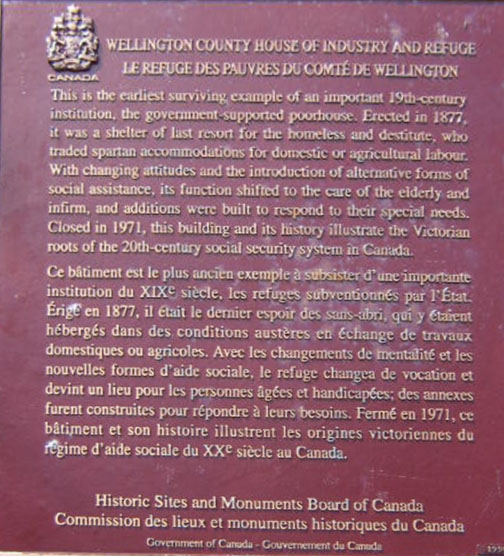 CANADA
WELLINGTON COUNTY HOUSE OF INDUSTRY AND REFUGE
LE REFUGE DES PAUVRES DU COMTÉ DE WELLINGTON
This is the earliest surviving example of an important 19th-century
institution, the government-supported poorhouse. Erected in 1877,
it was a shelter of last resort for the homeless and destitute, who
traded spartan accommodations for domestic or agricultural labour.
With changing attitudes and the introduction of alternative forms of
social assistance, its function shifted to the care of the elderly and
infirm, and additions were built to respond to their special needs.
Closed in 1971, this building and its history illustrate the Victorian
roots of the 20th-century social security system in Canada.
Ce bâtiment est le plus ancien exemple à subsister d'une importante
institution du XIXe siècle, les refuges subventionnés par l'État.
Érigé en 1877, il était le dernier espoir des sans-abri, qui y étaient
hébergés dans des conditions austères en échange de travaux
domestiques ou agricoles. Avec les changements de mentalité et les
nouvelles formes d'aide sociale, le refuge changea de vocation et
devint un lieu pour les personnes âgées et handicapées; des annexes
furent construites pour répondre à leurs besoins. Fermé en 1971, ce
bâtiment et son histoire illustrent les origines victoriennes du
régime d'aide sociale du XXe siècle au Canada.
Historic Sites and Monuments Board of Canada
Commission des lieux et monuments historiques du Canada
Government of Canada - Gouvernement du Canada